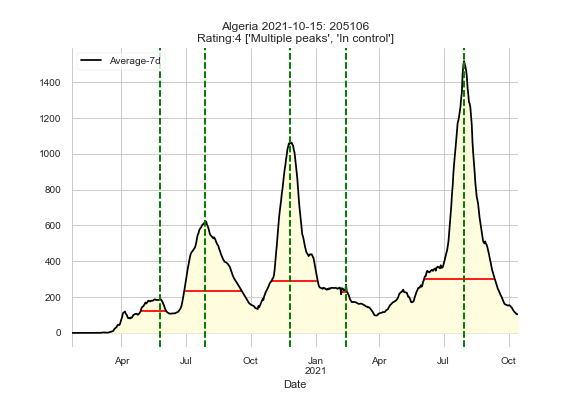 Algeria 2021-10-15: 205106
Rating:4 ['Multiple peaks', 'In control']
Average-7d
1400
1200
1000
800
600
400
200
0
Apr Jul Oct Jan Apr Jul Oct
2021
Date